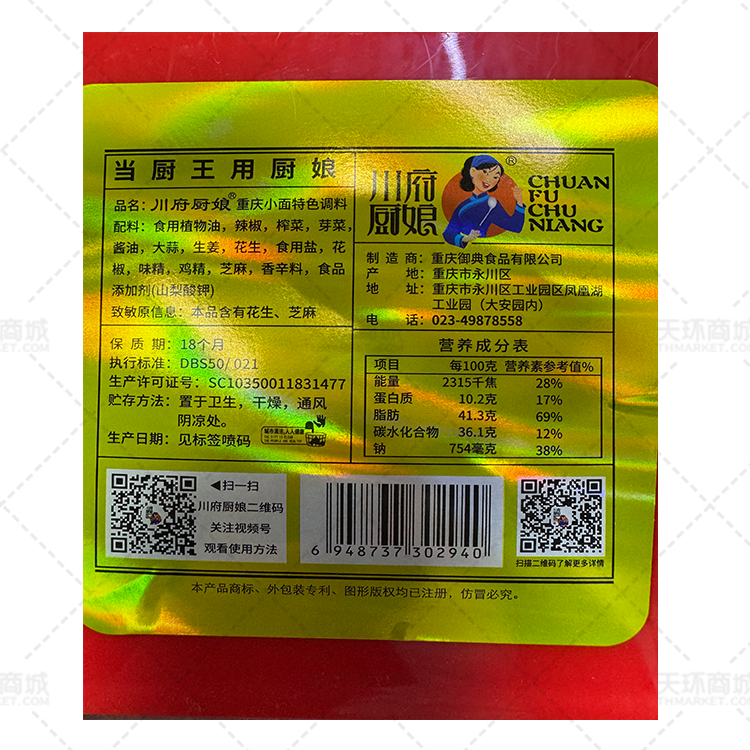 当厨王用厨娘
品名：川府厨娘®重庆小面特色调料
配料：食用植物油，辣椒，榨菜，芽菜，
酱油，大蒜，生姜，花生，食用盐，花
椒，味精，鸡精，芝麻，香辛料，食品
添加剂(山梨酸钾)
致敏原信息：本品含有花生、芝麻
保 质 期：18个月
执行标准：DBS50/ 021
生产许可证号：SC10350011831477
贮存方法：置于卫生，干燥，通风
阴凉处。
生产日期：见标签喷码
川府
厨娘
®
CHUAN
FU
CHU
NIANG
制 造 商：重庆御典食品有限公司
产 地：重庆市永川区
地 址：重庆市永川区工业园区凤凰湖
工业园（大安园内）
电 话：023-49878558
营养成分表
项目 每100克 营养素参考值%
能量 2315千焦 28%
蛋白质 10.2克 17%
脂肪 41.3克 69%
碳水化合物 36.1克 12%
钠 754毫克 38%
◀扫一扫
川府厨娘二维码
关注视频号
观看使用方法
6 948737 302940
扫描二维码了解更多详情
本产品商标、外包装专利、图形版权均已注册，仿冒必究。